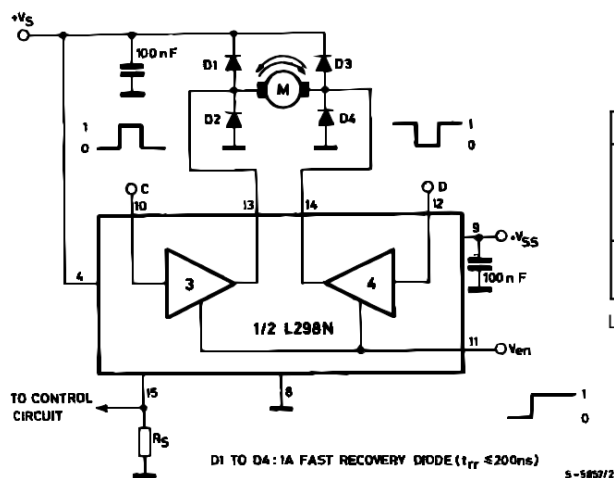 +Vs
100nF
D1
D3
M
D2
D4
1
0
1
0
C
D
10
13
14
12
9
+VSS
4
3
4
100nF
1/2 L298N
11
Ven
15
8
TO CONTROL
CIRCUIT
RS
1
0
D1 TO D4: 1A FAST RECOVERY DIODE (trr ≤200ns)
S-5857/2
L